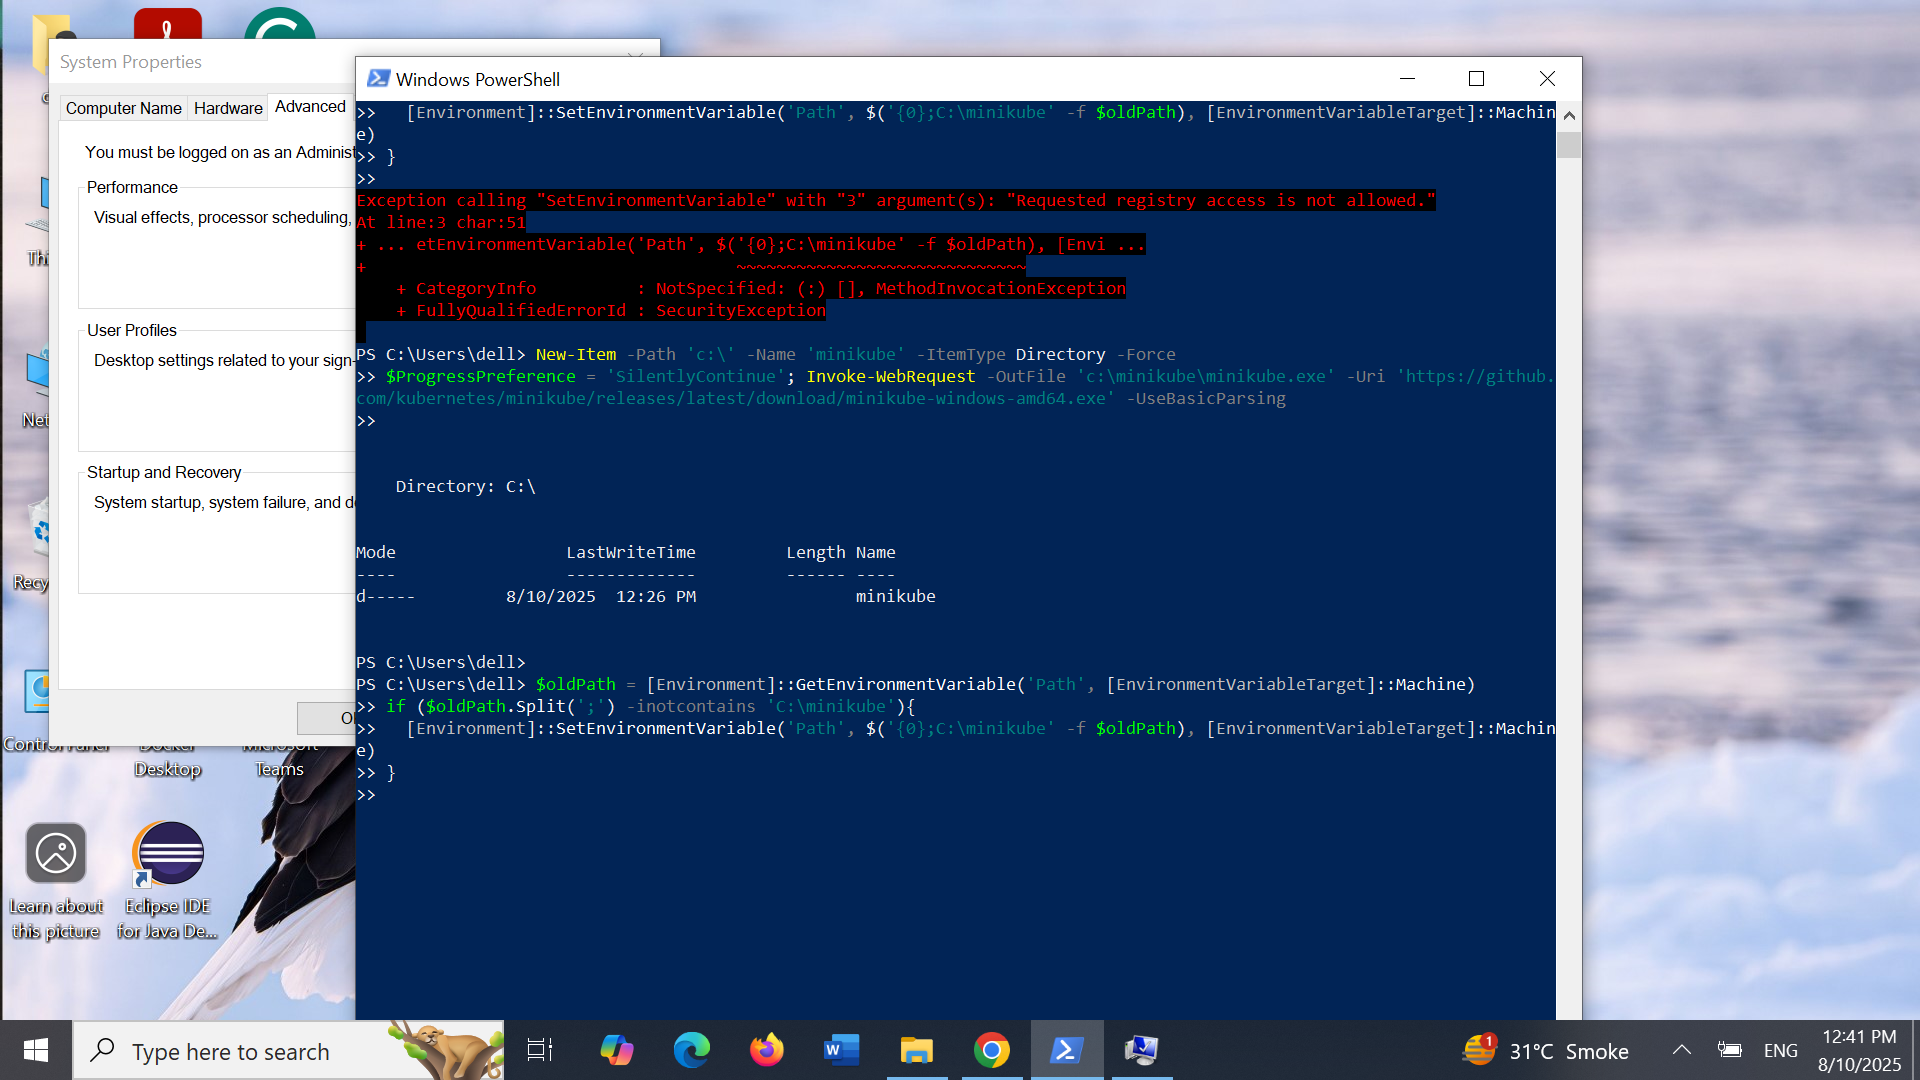 System Properties
Computer Name
Hardware
Advanced
You must be logged on as an Administ
Performance
Visual effects, processor scheduling,
User Profiles
Desktop settings related to your sign-
Startup and Recovery
System startup, system failure, and d
Windows PowerShell
>>   [Environment]::SetEnvironmentVariable('Path', $('{0};C:\minikube' -f $oldPath), [EnvironmentVariableTarget]::Machin
e)
>> }
>>
Exception calling "SetEnvironmentVariable" with "3" argument(s): "Requested registry access is not allowed."
At line:3 char:51
+ ... etEnvironmentVariable('Path', $('{0};C:\minikube' -f $oldPath), [Envi ...
+                                      ~~~~~~~~~~~~~~~~~~~~~~~~~~~~~
    + CategoryInfo          : NotSpecified: (:) [], MethodInvocationException
    + FullyQualifiedErrorId : SecurityException
PS C:\Users\dell> New-Item -Path 'c:\' -Name 'minikube' -ItemType Directory -Force
>> $ProgressPreference = 'SilentlyContinue'; Invoke-WebRequest -OutFile 'c:\minikube\minikube.exe' -Uri 'https://github.
com/kubernetes/minikube/releases/latest/download/minikube-windows-amd64.exe' -UseBasicParsing
>>
    Directory: C:\
Mode                 LastWriteTime         Length Name
----                 -------------         ------ ----
d-----         8/10/2025  12:26 PM                minikube
PS C:\Users\dell>
PS C:\Users\dell> $oldPath = [Environment]::GetEnvironmentVariable('Path', [EnvironmentVariableTarget]::Machine)
>> if ($oldPath.Split(';') -inotcontains 'C:\minikube'){
>>   [Environment]::SetEnvironmentVariable('Path', $('{0};C:\minikube' -f $oldPath), [EnvironmentVariableTarget]::Machin
e)
>> }
>>
Thi
Net
Recy
Control Panel
Docker
Desktop
Microsoft
Teams
Learn about
this picture
Eclipse IDE
for Java De...
Type here to search
1
31°C Smoke
ENG
12:41 PM
8/10/2025